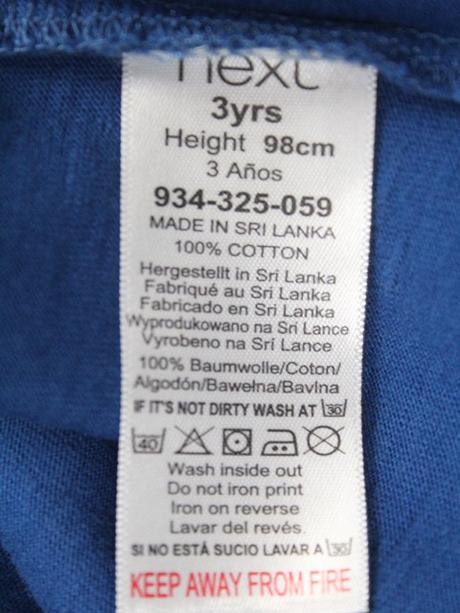 next
3yrs
Height 98cm
3 Años
934-325-059
MADE IN SRI LANKA
100% COTTON
Hergestellt in Sri Lanka
Fabriqué au Sri Lanka
Fabricado en Sri Lanka
Wyprodukowano na Sri Lance
Vyrobeno na Srí Lance
100% Baumwolle/Coton/
Algodón/Bawełna/Bavlna
IF IT'S NOT DIRTY WASH AT 30
40
Wash inside out
Do not iron print
Iron on reverse
Lavar del revés.
SI NO ESTÁ SUCIO LAVAR A 30
KEEP AWAY FROM FIRE